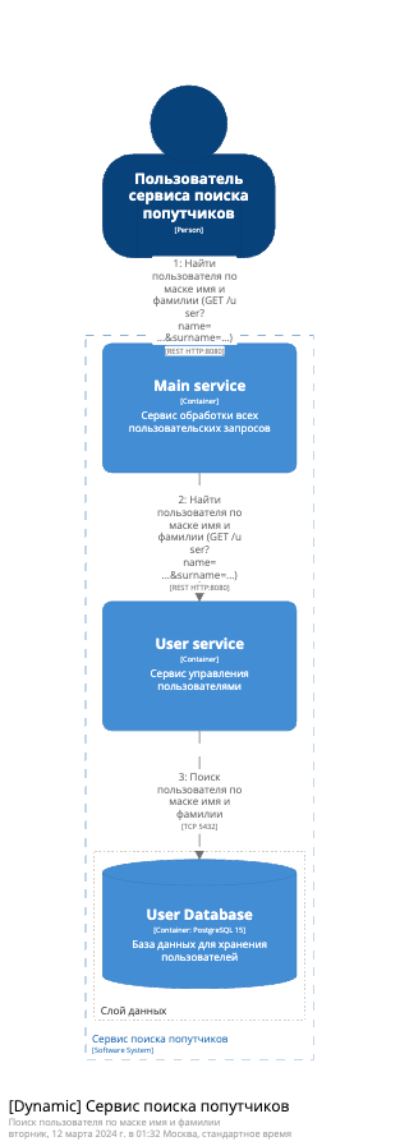 Пользователь
сервиса поиска
попутчиков
[Person]
1: Найти
пользователя по
маске имя и
фамилии (GET /u
ser?
name=
...&surname=...)
[REST HTTP:8080]
Main service
[Container]
Сервис обработки всех
пользовательских запросов
2: Найти
пользователя по
маске имя и
фамилии (GET /u
ser?
name=
...&surname=...)
[REST HTTP:8080]
User service
[Container]
Сервис управления
пользователями
3: Поиск
пользователя по
маске имя и
фамилии
[TCP 5432]
User Database
[Container: PostgreSQL 15]
База данных для хранения
пользователей
Слой данных
Сервис поиска попутчиков
[Software System]
[Dynamic] Сервис поиска попутчиков
Поиск пользователя по маске имя и фамилии
вторник, 12 марта 2024 г. в 01:32 Москва, стандартное время